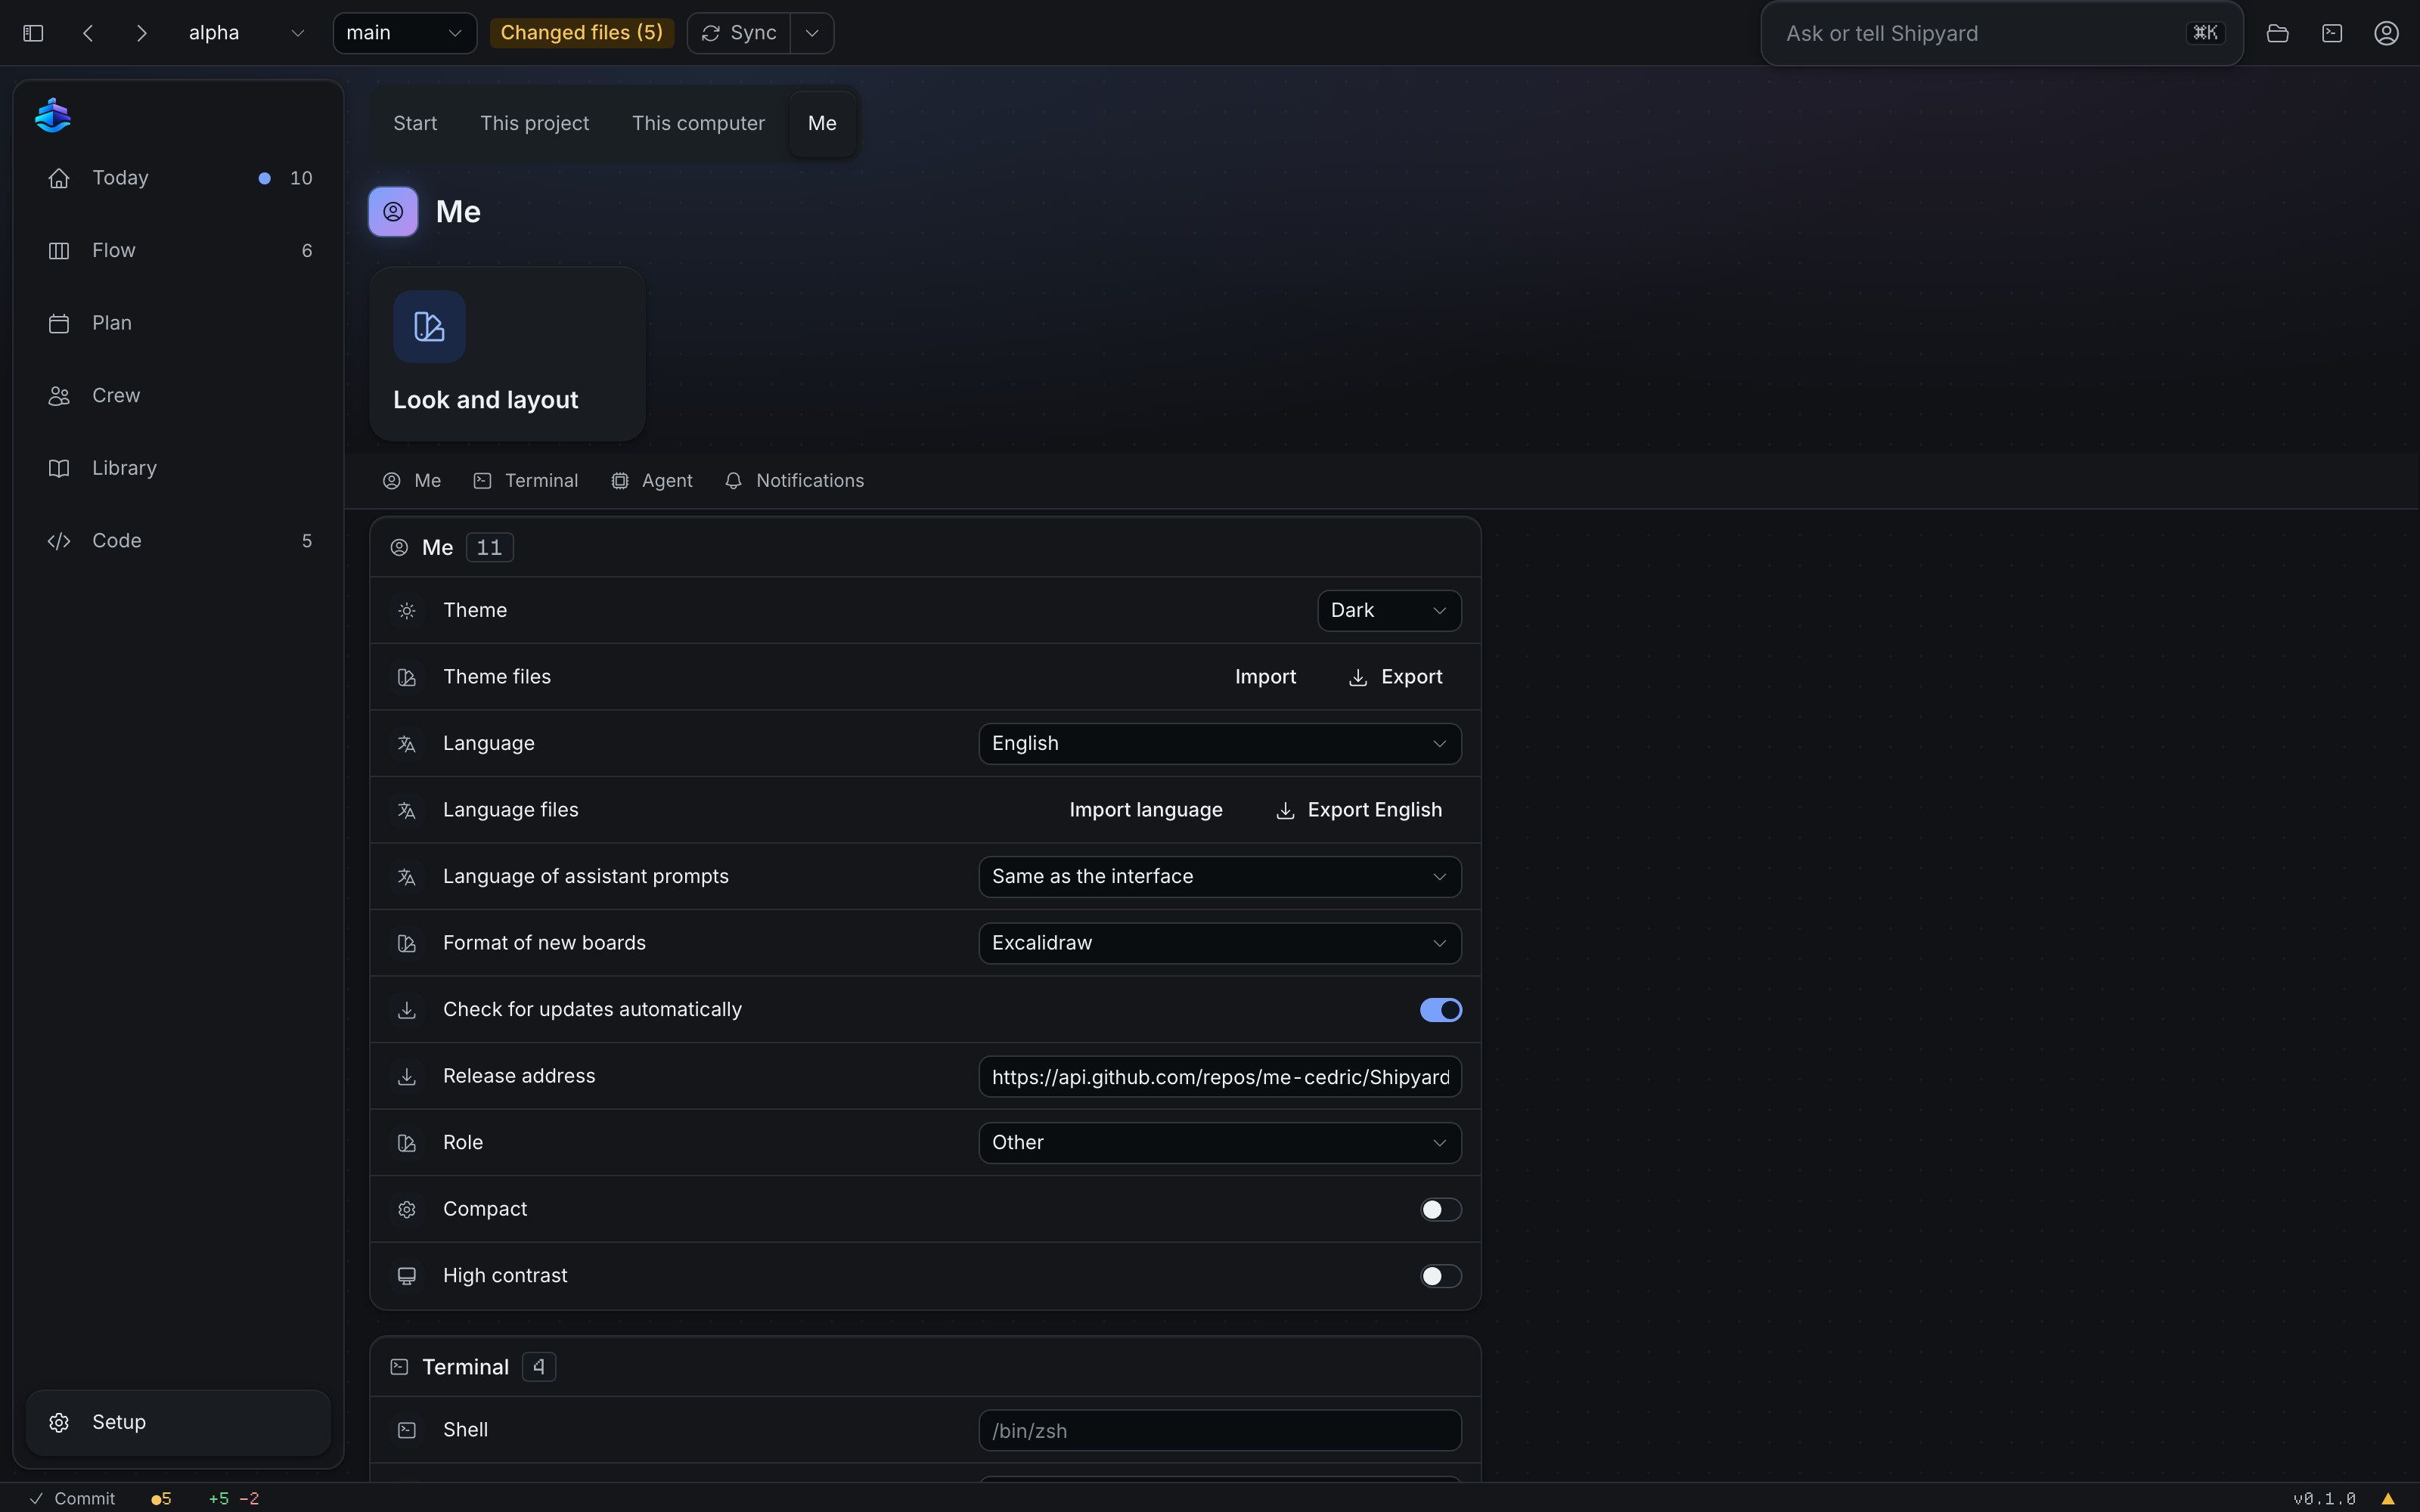 alpha
main
Changed files (5)
Sync
Ask or tell Shipyard
⌘K
Today 10
Flow 6
Plan
Crew
Library
Code 5
Setup
Start This project This computer Me
Me
Look and layout
Me Terminal Agent Notifications
Me 11
Theme Dark
Theme files Import Export
Language English
Language files Import language Export English
Language of assistant prompts Same as the interface
Format of new boards Excalidraw
Check for updates automatically
Release address https://api.github.com/repos/me-cedric/Shipyard
Role Other
Compact
High contrast
Terminal 4
Shell /bin/zsh
Commit 5 +5 -2
v0.1.0